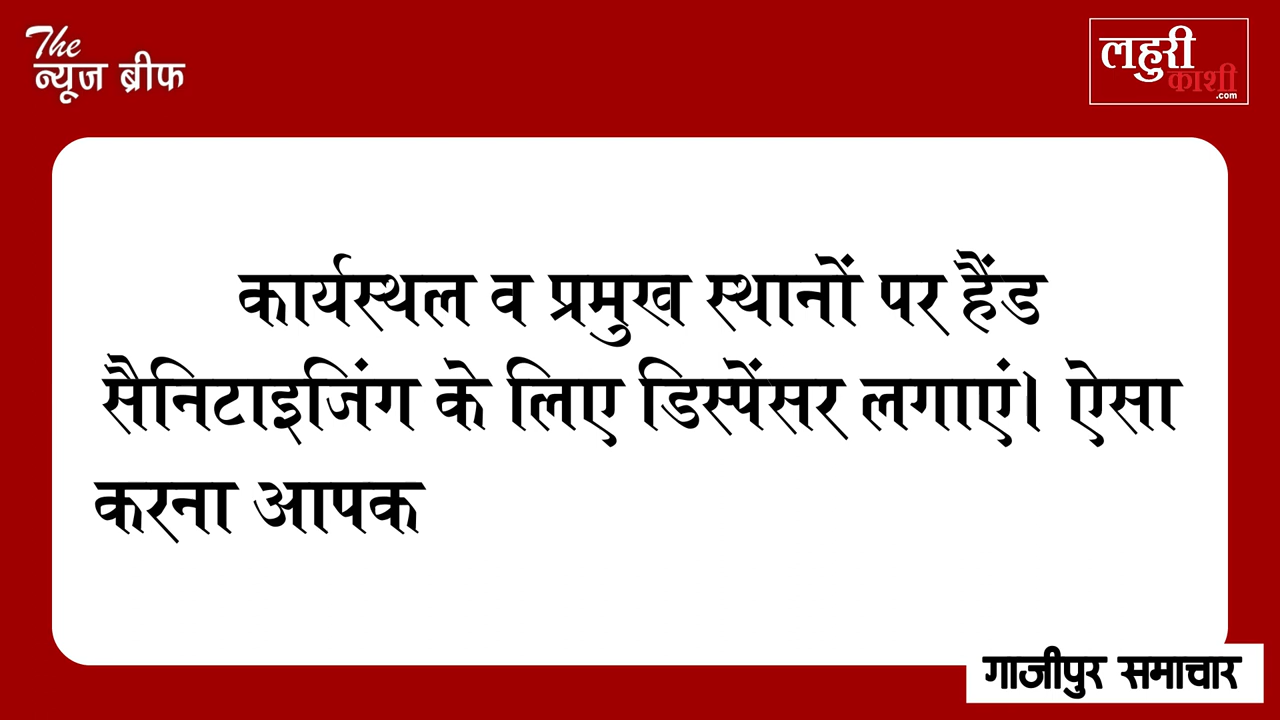 The
न्यूज ब्रीफ
लहुरी
काशी
.com
कार्यस्थल व प्रमुख स्थानों पर हैंड
सैनिटाइजिंग के लिए डिस्पेंसर लगाएं। ऐसा
करना आपक
गाजीपुर समाचार